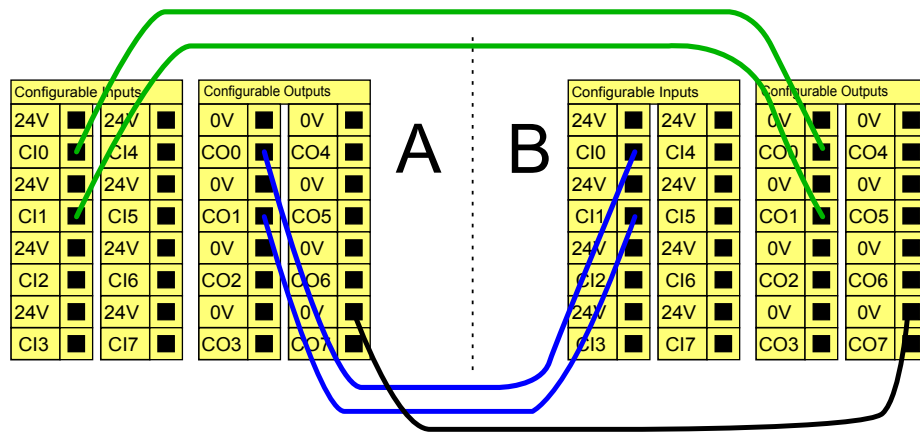 Configurable Inputs Configurable Outputs Configurable Inputs Configurable Outputs
24V 24V 0V 0V 24V 24V 0V 0V
CI0 CI4 CO0 CO4 A B CI0 CI4 CO0 CO4
24V 24V 0V 0V 24V 24V 0V 0V
CI1 CI5 CO1 CO5 CI1 CI5 CO1 CO5
24V 24V 0V 0V 24V 24V 0V 0V
CI2 CI6 CO2 CO6 CI2 CI6 CO2 CO6
24V 24V 0V 0V 24V 24V 0V 0V
CI3 CI7 CO3 CO7 CI3 CI7 CO3 CO7